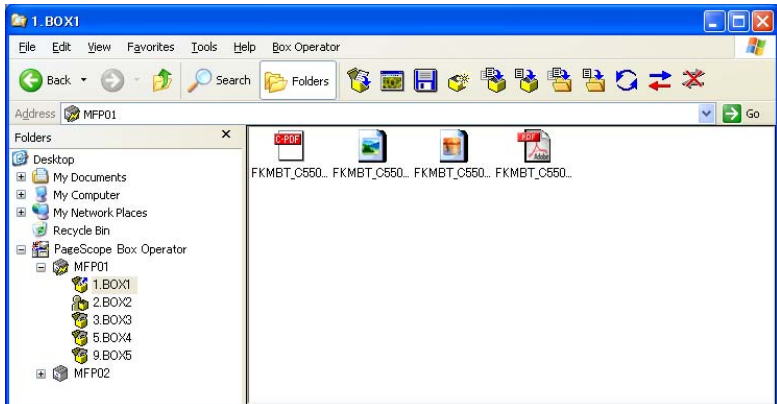 1. BOX1
File Edit View Favorites Tools Help Box Operator
Back Search Folders
Address MFP01 Go
Folders x
Desktop
My Documents
My Computer
My Network Places
Recycle Bin
PageScope Box Operator
MFP01
1.BOX1
2.BOX2
3.BOX3
5.BOX4
9.BOX5
MFP02
C-PDF PDF Adobe
FKMBT_C550... FKMBT_C550... FKMBT_C550... FKMBT_C550...